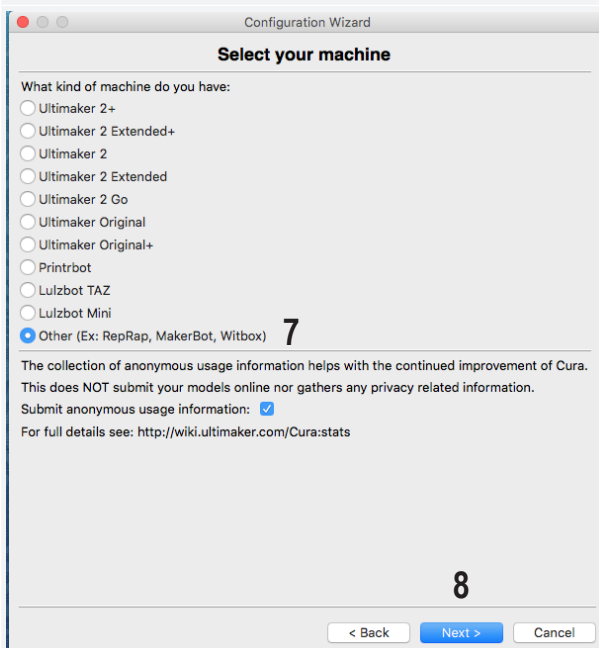 Configuration Wizard
Select your machine
What kind of machine do you have:
Ultimaker 2+
Ultimaker 2 Extended+
Ultimaker 2
Ultimaker 2 Extended
Ultimaker 2 Go
Ultimaker Original
Ultimaker Original+
Printrbot
Lulzbot TAZ
Lulzbot Mini
Other (Ex: RepRap, MakerBot, Witbox) 7
The collection of anonymous usage information helps with the continued improvement of Cura.
This does NOT submit your models online nor gathers any privacy related information.
Submit anonymous usage information:
For full details see: http://wiki.ultimaker.com/Cura:stats
8
< Back Next > Cancel